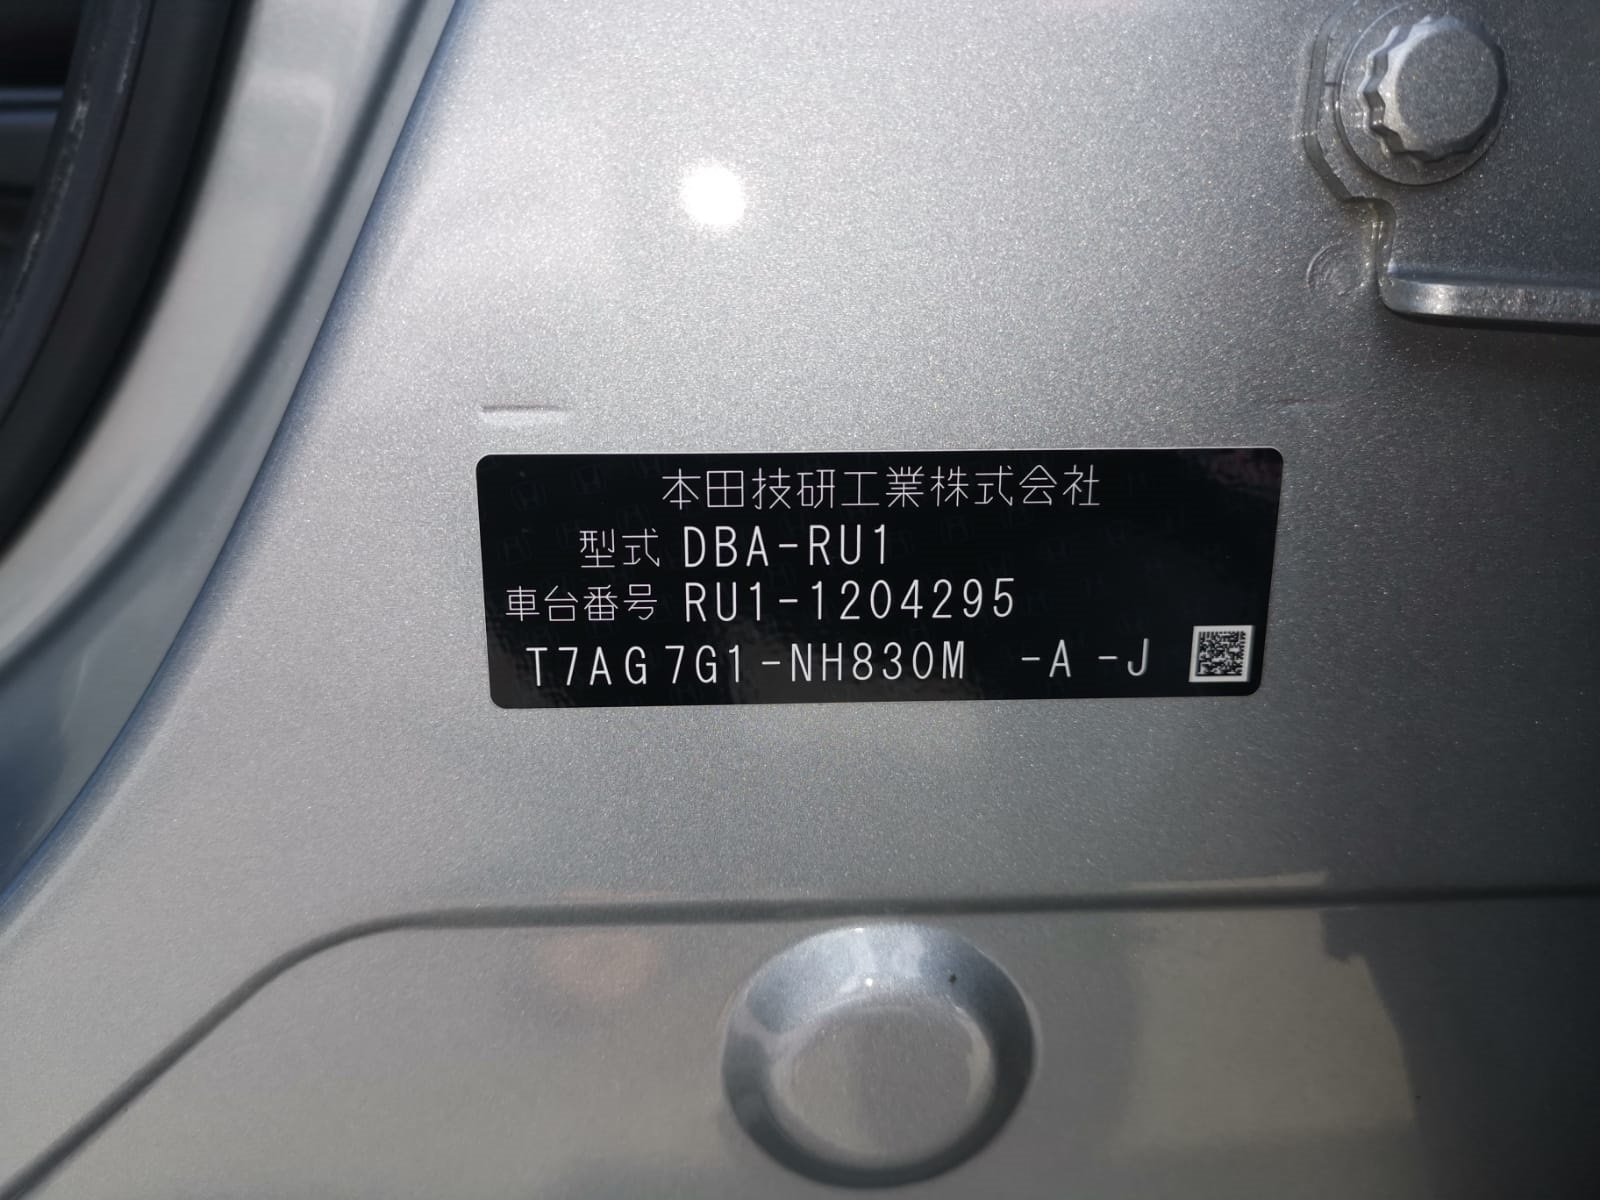 本田技研工業株式会社
型式 DBA-RU1
車台番号 RU1-1204295
T7AG7G1-NH830M -A -J